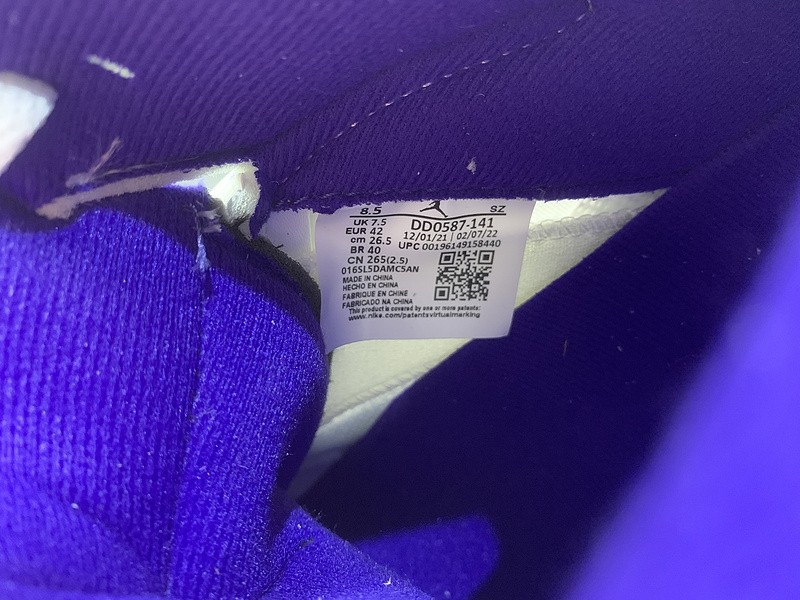 8.5 SZ
UK 7.5 DD0587-141
EUR 42 12/01/21 | 02/07/22
cm 26.5 UPC 00196149158440
BR 40
CN 265(2.5)
016SL5DAMC5AN
MADE IN CHINA
HECHO EN CHINA
FABRIQUE EN CHINE
FABRICADO NA CHINA
This product is covered by one or more patents:
www.nike.com/patentsvirtualmarking